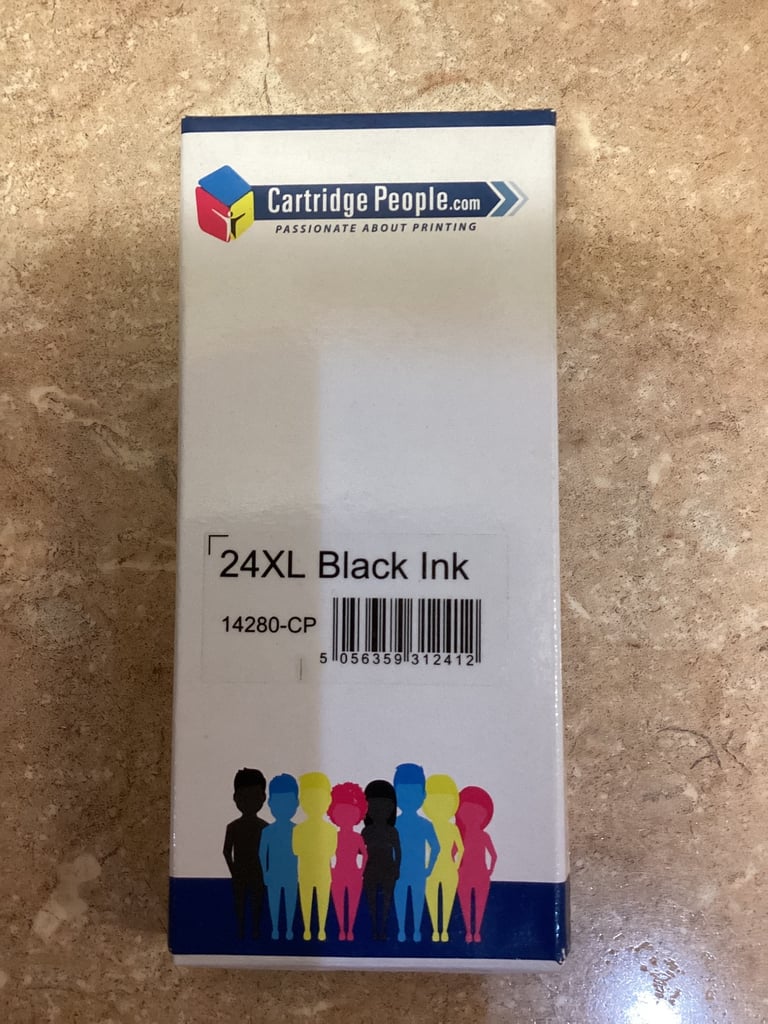 Cartridge People.com
PASSIONATE ABOUT PRINTING
24XL Black Ink
14280-CP
5 056359 312412